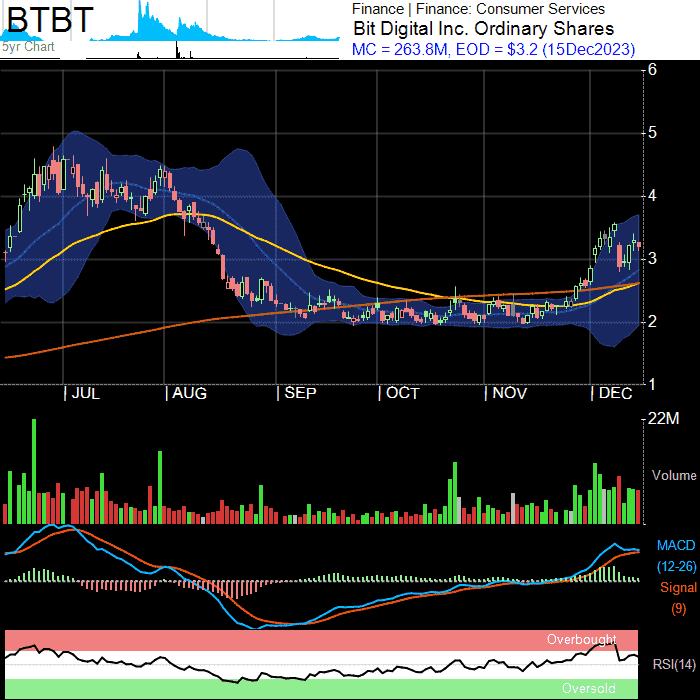 BTBT
5yr Chart
Finance | Finance: Consumer Services
Bit Digital Inc. Ordinary Shares
MC = 263.8M, EOD = $3.2 (15Dec2023)
6
5
4
3
2
1
JUL
AUG
SEP
OCT
NOV
DEC
22M
Volume
MACD
(12-26)
Signal
(9)
Overbought
RSI(14)
Oversold